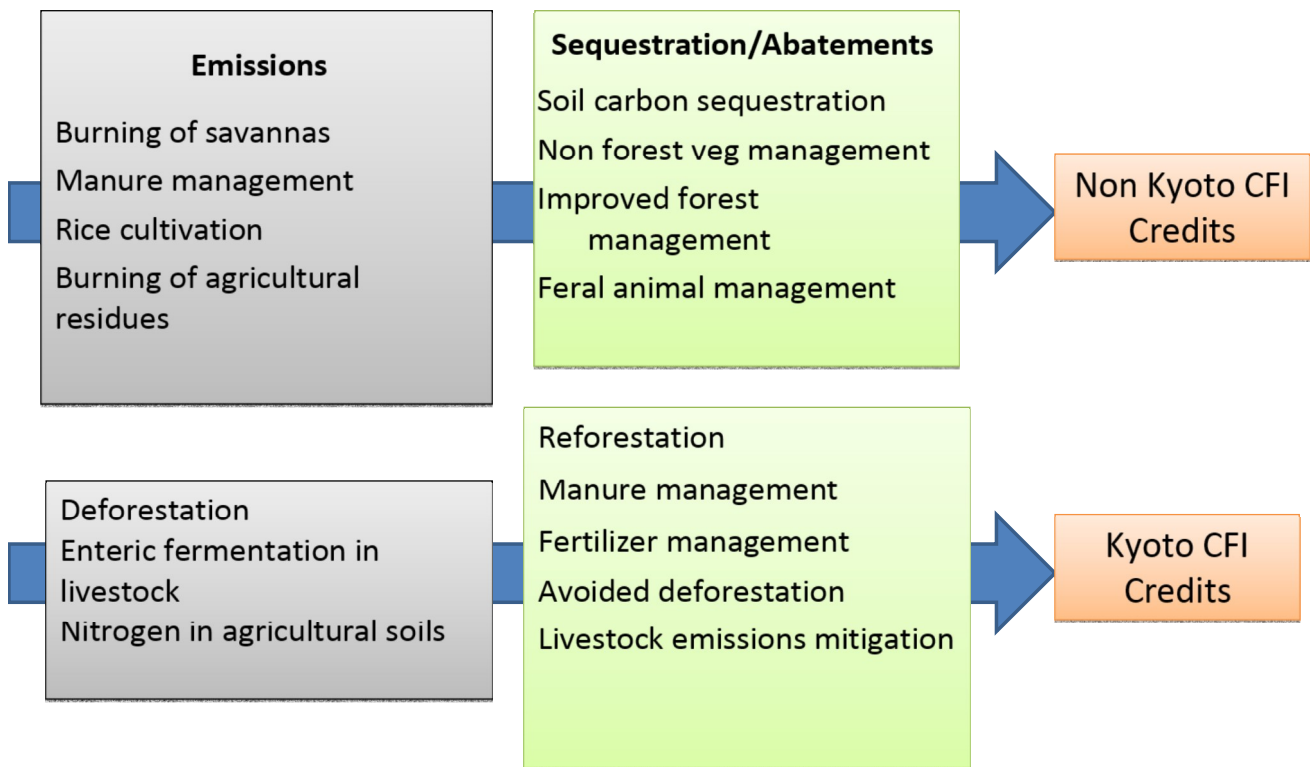 Emissions
Burning of savannas
Manure management
Rice cultivation
Burning of agricultural
residues
Sequestration/Abatements
Soil carbon sequestration
Non forest veg management
Improved forest
management
Feral animal management
Non Kyoto CFI
Credits
Deforestation
Enteric fermentation in
livestock
Nitrogen in agricultural soils
Reforestation
Manure management
Fertilizer management
Avoided deforestation
Livestock emissions mitigation
Kyoto CFI
Credits